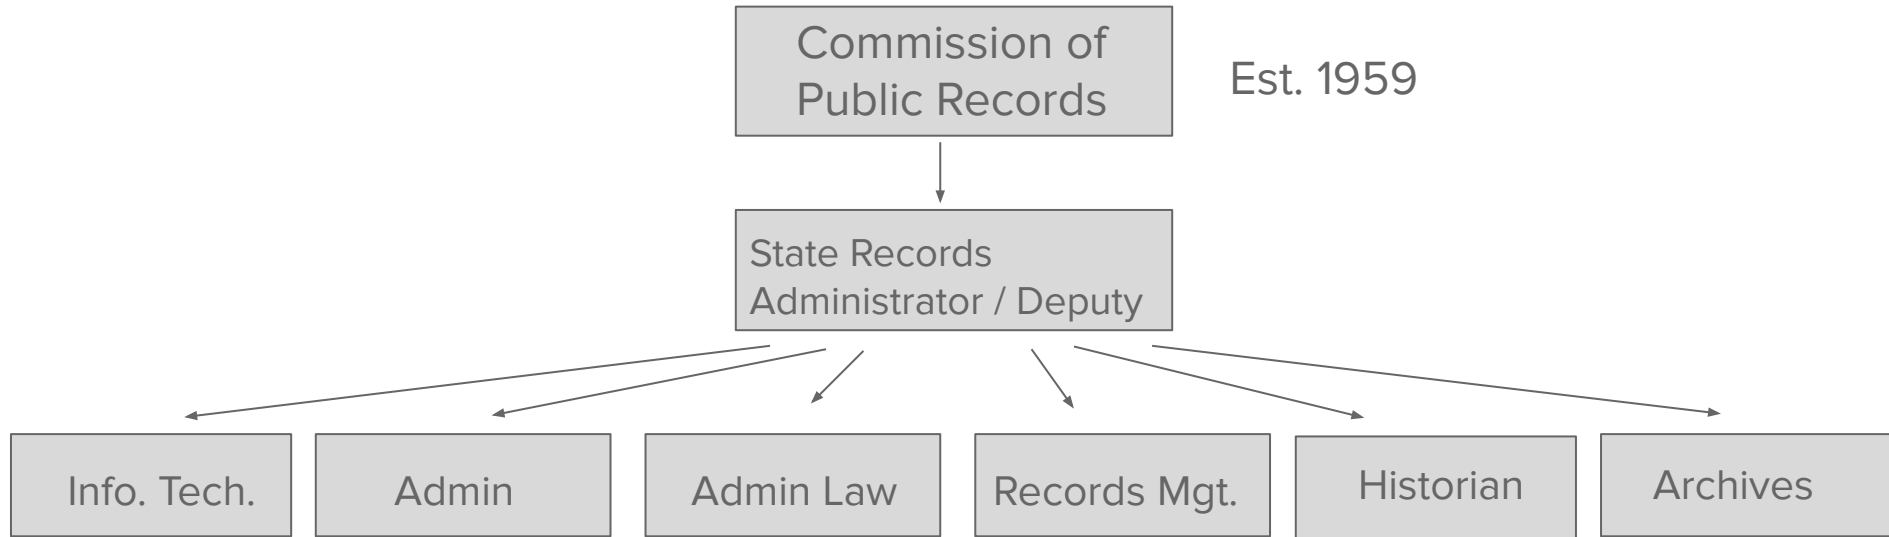 Commission of
Public Records
Est. 1959
State Records
Administrator / Deputy
Info. Tech.
Admin
Admin Law
Records Mgt.
Historian
Archives